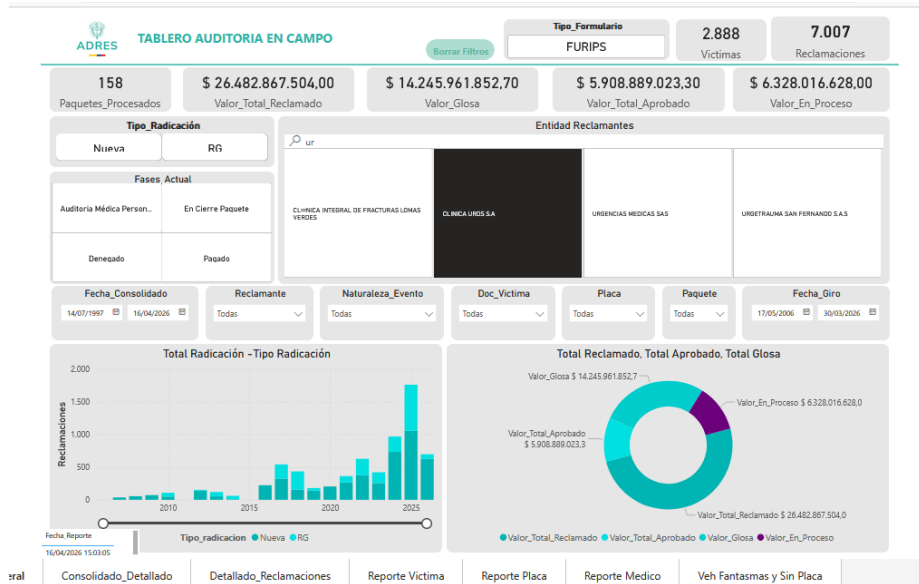 ADRES
TABLERO AUDITORIA EN CAMPO
Borrar Filtros
Tipo_Formulario
FURIPS
2.888
Victimas
7.007
Reclamaciones
158
Paquetes_Procesados
$ 26.482.867.504,00
Valor_Total_Reclamado
$ 14.245.961.852,70
Valor_Glosa
$ 5.908.889.023,30
Valor_Total_Aprobado
$ 6.328.016.628,00
Valor_En_Proceso
Tipo_Radicación
Nueva
RG
Fases_Actual
Auditoria Médica Person...
En Cierre Paquete
Denegado
Pagado
Entidad Reclamantes
ur
CL¤NICA INTEGRAL DE FRACTURAS LOMAS
VERDES
CLINICA UROS S.A
URGENCIAS MEDICAS SAS
URGETRAUMA SAN FERNANDO S.A.S
Fecha_Consolidado
14/07/1997
16/04/2026
Reclamante
Todas
Naturaleza_Evento
Todas
Doc_Victima
Todas
Placa
Todas
Paquete
Todas
Fecha_Giro
17/05/2006
30/03/2026
Total Radicación - Tipo Radicación
Reclamaciones
2.000
1.500
1.000
500
0
2010
2015
2020
2025
Tipo_radicacion
Nueva
RG
Total Reclamado, Total Aprobado, Total Glosa
Valor_Glosa $ 14.245.961.852,7
Valor_En_Proceso $ 6.328.016.628,0
Valor_Total_Aprobado
$ 5.908.889.023,3
Valor_Total_Reclamado $ 26.482.867.504,0
Valor_Total_Reclamado
Valor_Total_Aprobado
Valor_Glosa
Valor_En_Proceso
Fecha_Reporte
16/04/2026 15:03:05
eral
Consolidado_Detallado
Detallado_Reclamaciones
Reporte Victima
Reporte Placa
Reporte Medico
Veh Fantasmas y Sin Placa